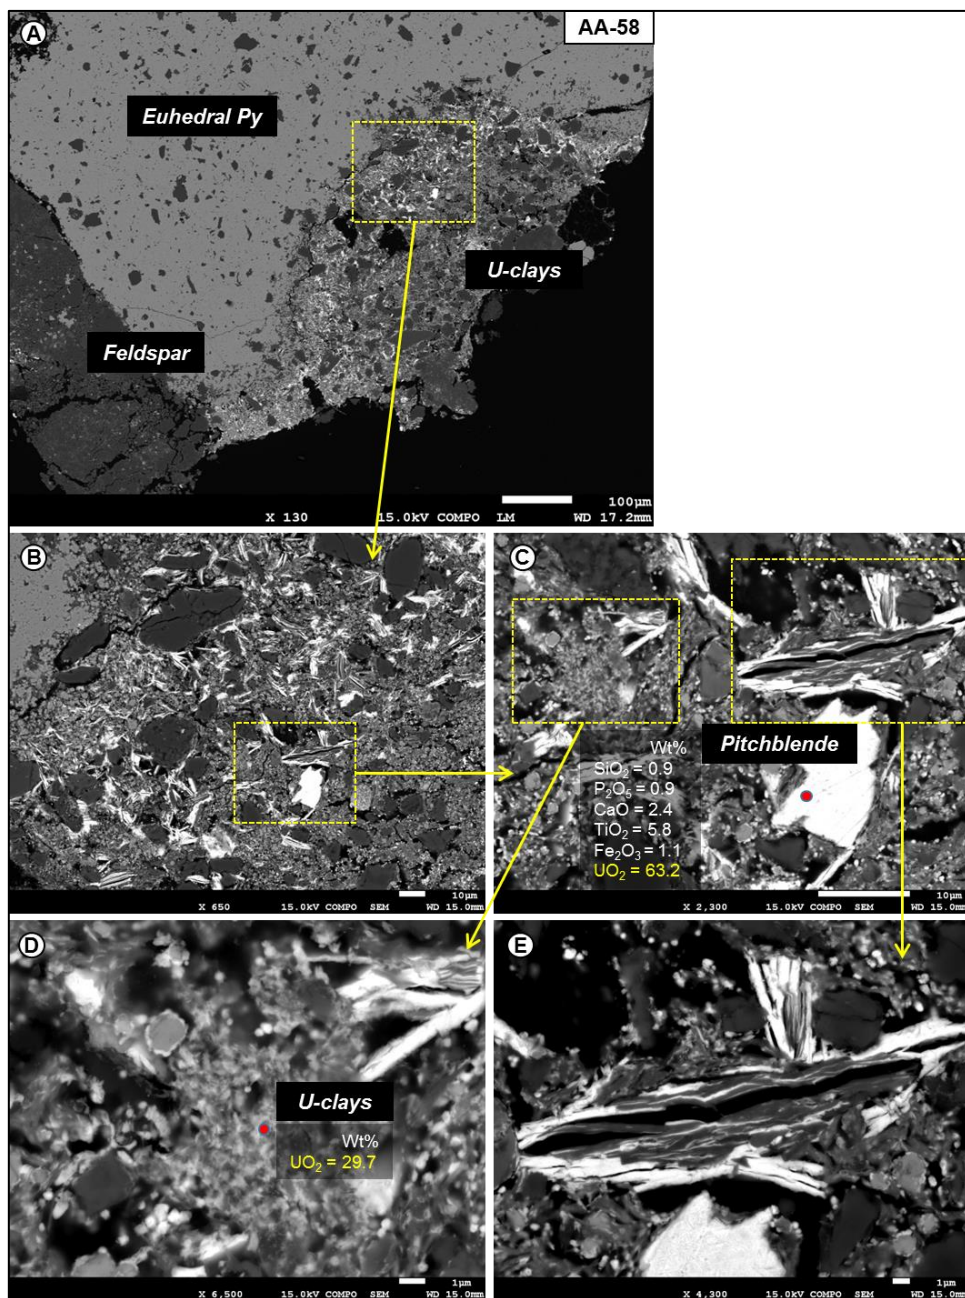 A
AA-58
Euhedral Py
U-clays
Feldspar
100µm
X 130 15.0kV COMPO LM WD 17.2mm
B
10µm
X 650 15.0kV COMPO SEM WD 15.0mm
C
Pitchblende
Wt%
SiO₂ = 0.9
P₂O₅ = 0.9
CaO = 2.4
TiO₂ = 5.8
Fe₂O₃ = 1.1
UO₂ = 63.2
10µm
X 2,300 15.0kV COMPO SEM WD 15.0mm
D
U-clays
Wt%
UO₂ = 29.7
1µm
X 6,500 15.0kV COMPO SEM WD 15.0mm
E
1µm
X 4,300 15.0kV COMPO SEM WD 15.0mm